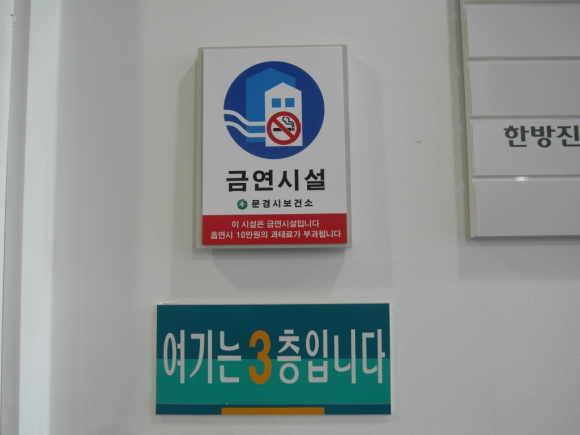 금연시설
문경시보건소
이 시설은 금연시설입니다
흡연시 10만원의 과태료가 부과됩니다
한방진
여기는 3층입니다